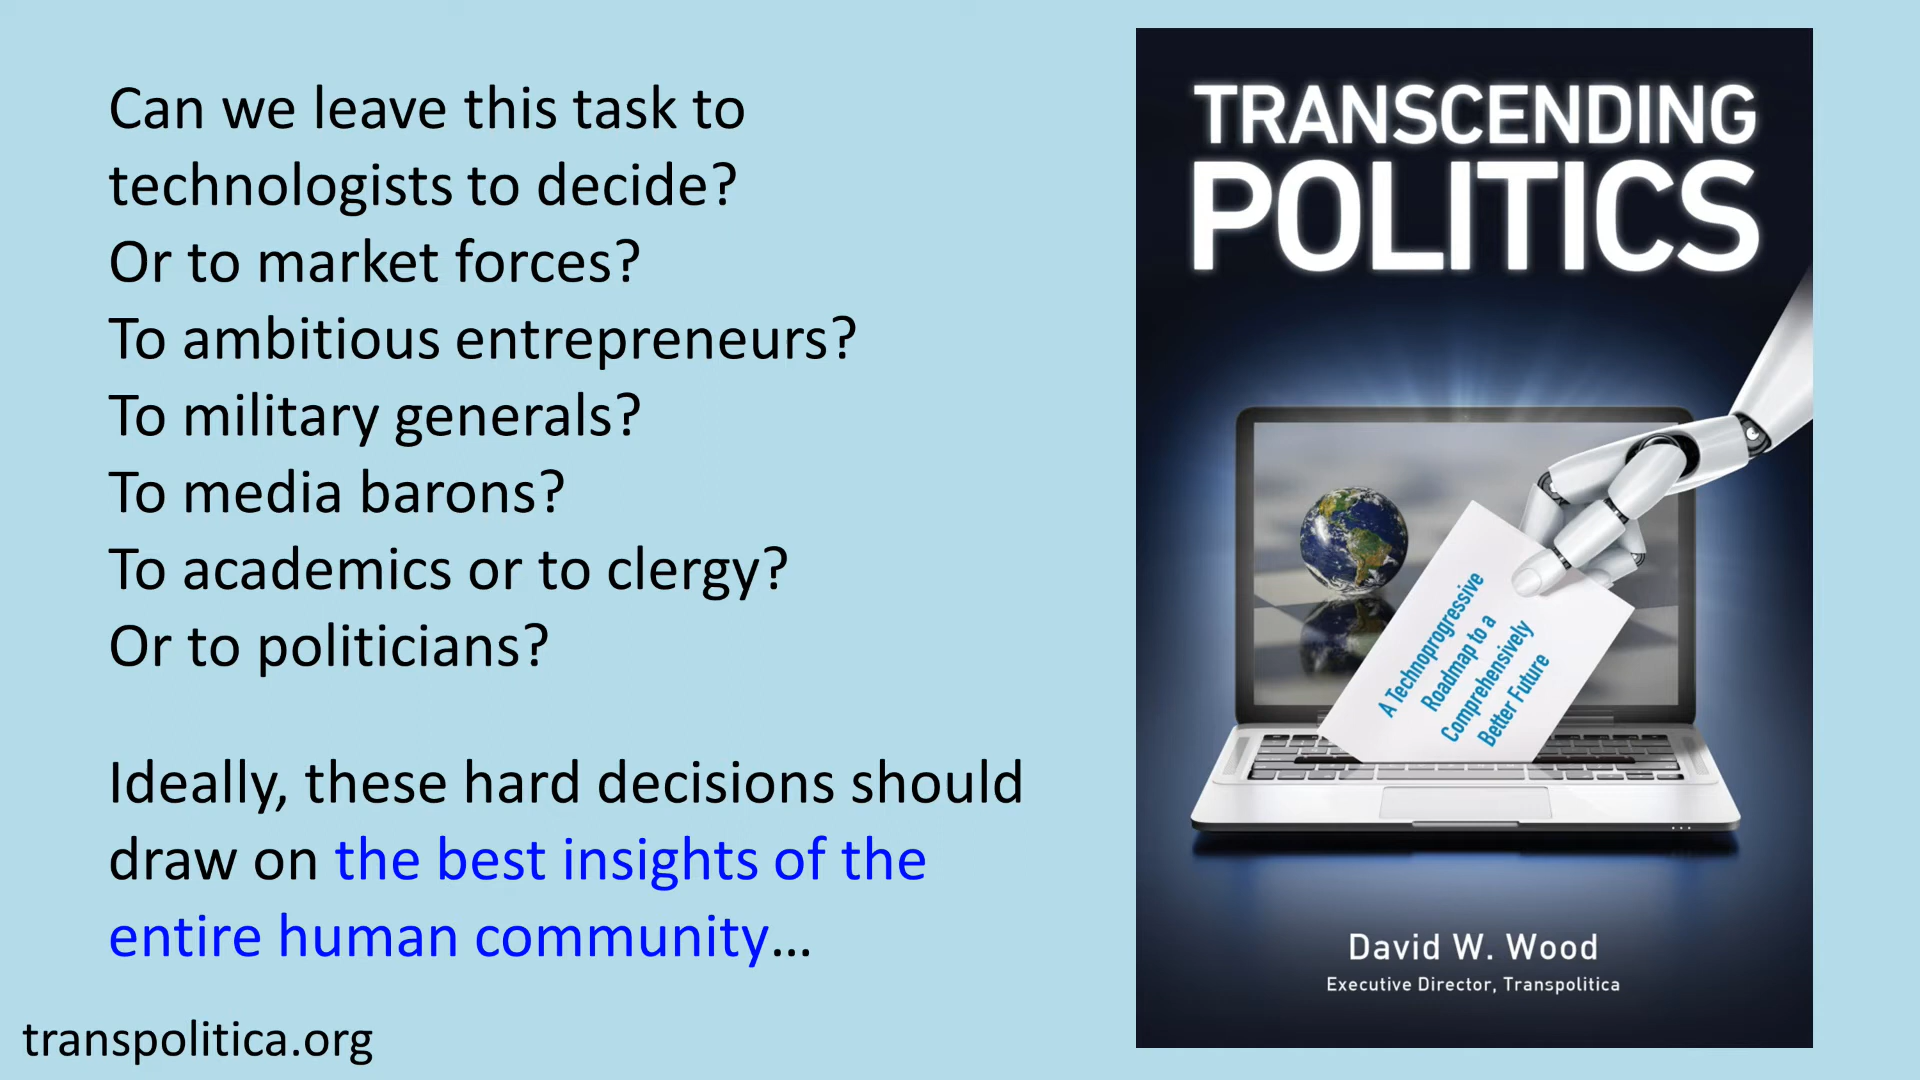 Can we leave this task to
technologists to decide?
Or to market forces?
To ambitious entrepreneurs?
To military generals?
To media barons?
To academics or to clergy?
Or to politicians?
Ideally, these hard decisions should
draw on the best insights of the
entire human community…
transpolitica.org
TRANSCENDING
POLITICS
A Technoprogressive
Roadmap to a
Comprehensively
Better Future
David W. Wood
Executive Director, Transpolitica